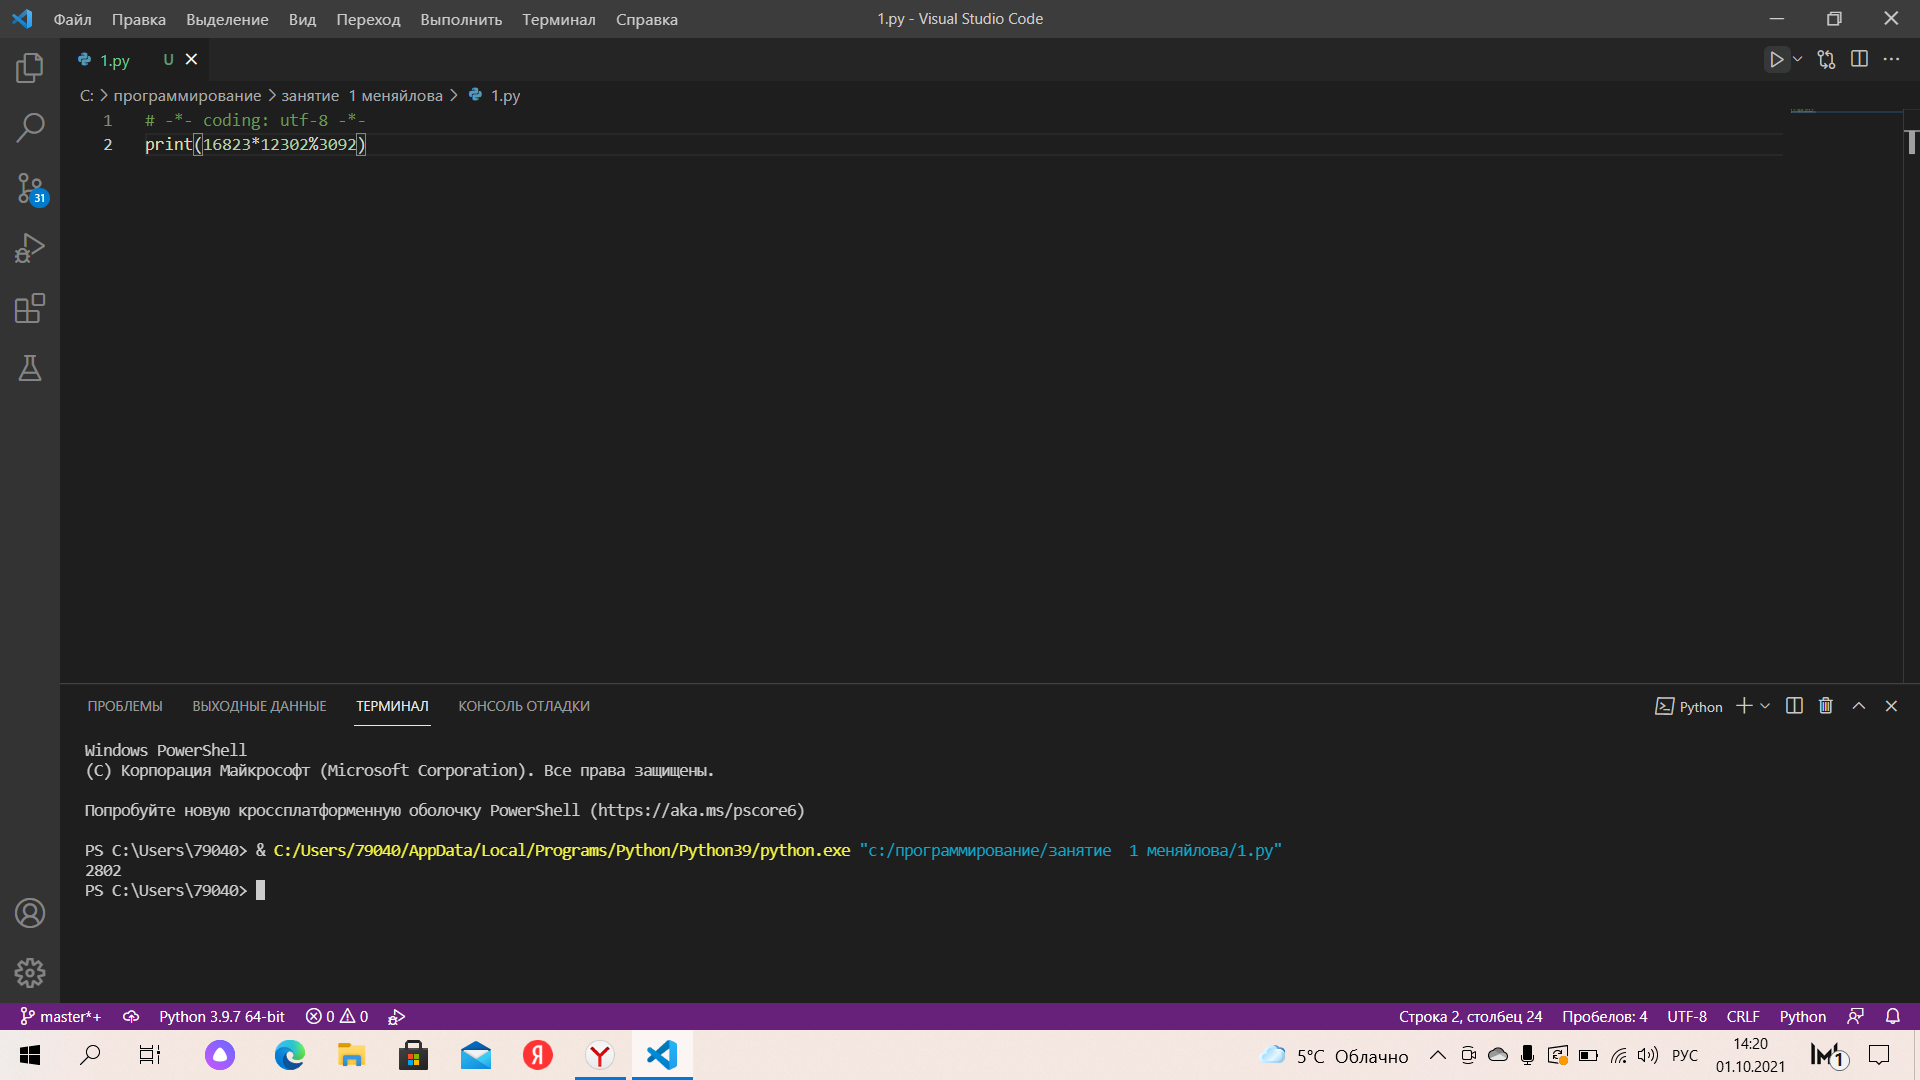 Файл Правка Выделение Вид Переход Выполнить Терминал Справка 1.py - Visual Studio Code
1.py U
C: > программирование > занятие 1 меняйлова > 1.py
1 # -*- coding: utf-8 -*-
2 print(16823*12302%3092)
31
ПРОБЛЕМЫ ВЫХОДНЫЕ ДАННЫЕ ТЕРМИНАЛ КОНСОЛЬ ОТЛАДКИ Python
Windows PowerShell
(C) Корпорация Майкрософт (Microsoft Corporation). Все права защищены.
Попробуйте новую кроссплатформенную оболочку PowerShell (https://aka.ms/pscore6)
PS C:\Users\79040> & C:/Users/79040/AppData/Local/Programs/Python/Python39/python.exe "c:/программирование/занятие  1 меняйлова/1.py"
2802
PS C:\Users\79040>
master*+ Python 3.9.7 64-bit 0 0 Строка 2, столбец 24 Пробелов: 4 UTF-8 CRLF Python
5°C Облачно РУС 14:20
01.10.2021
1